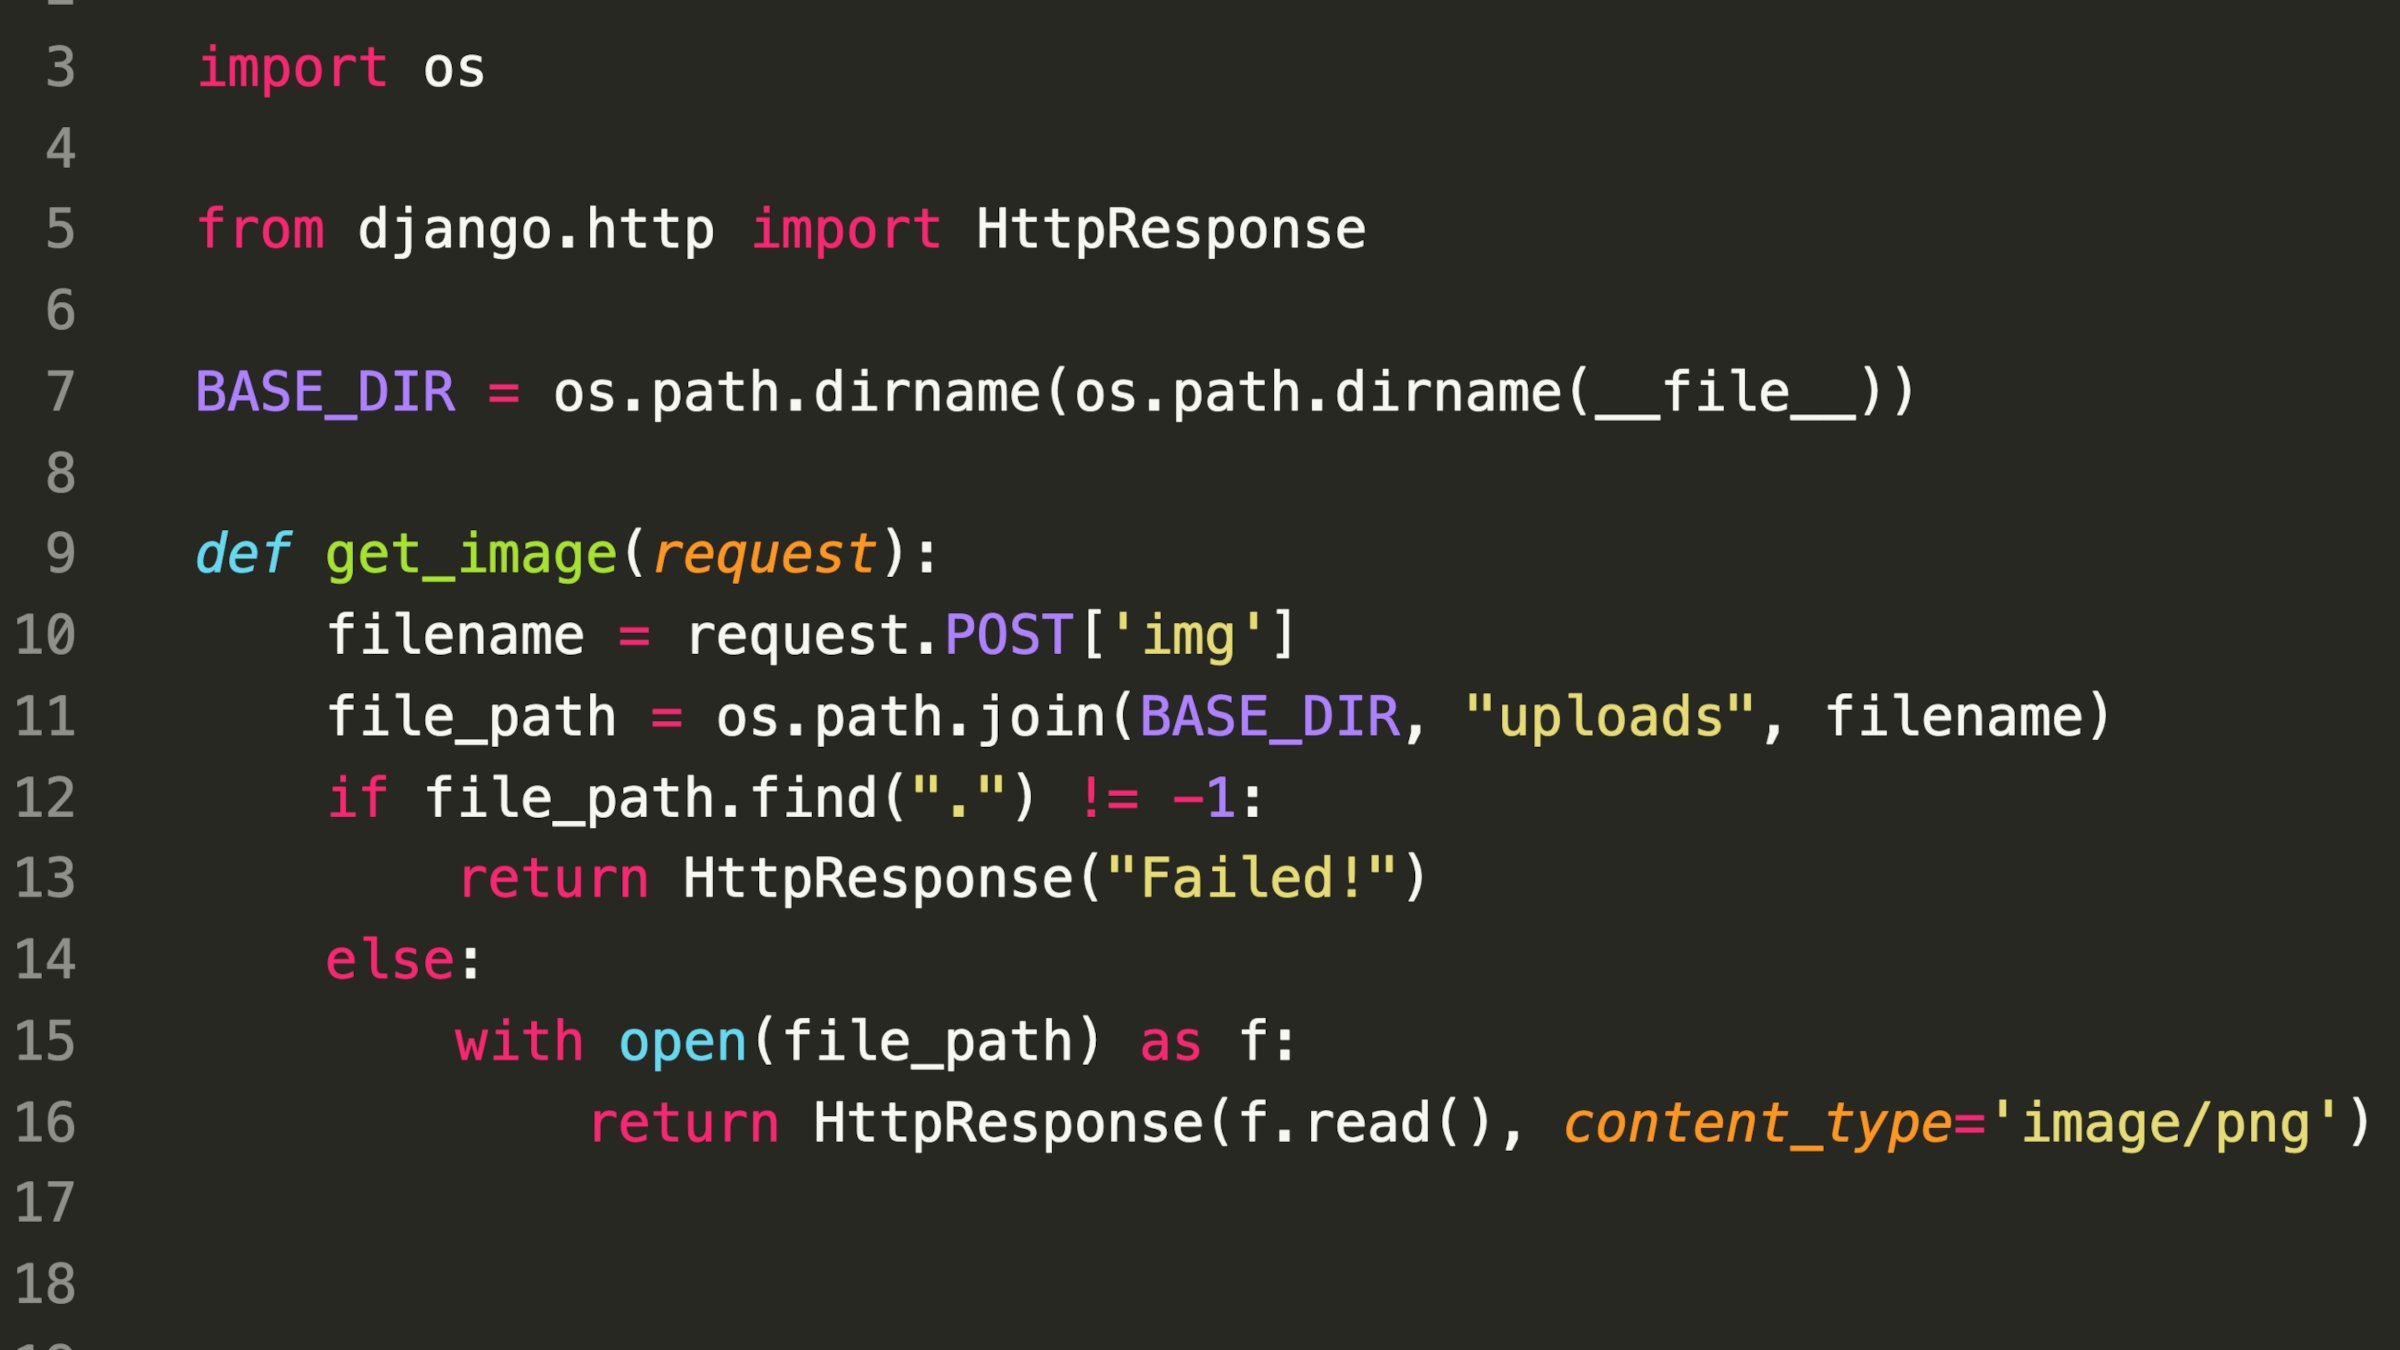 3 import os
4
5 from django.http import HttpResponse
6
7 BASE_DIR = os.path.dirname(os.path.dirname(__file__))
8
9 def get_image(request):
10     filename = request.POST['img']
11     file_path = os.path.join(BASE_DIR, "uploads", filename)
12     if file_path.find(".") != -1:
13         return HttpResponse("Failed!")
14     else:
15         with open(file_path) as f:
16             return HttpResponse(f.read(), content_type='image/png')
17
18